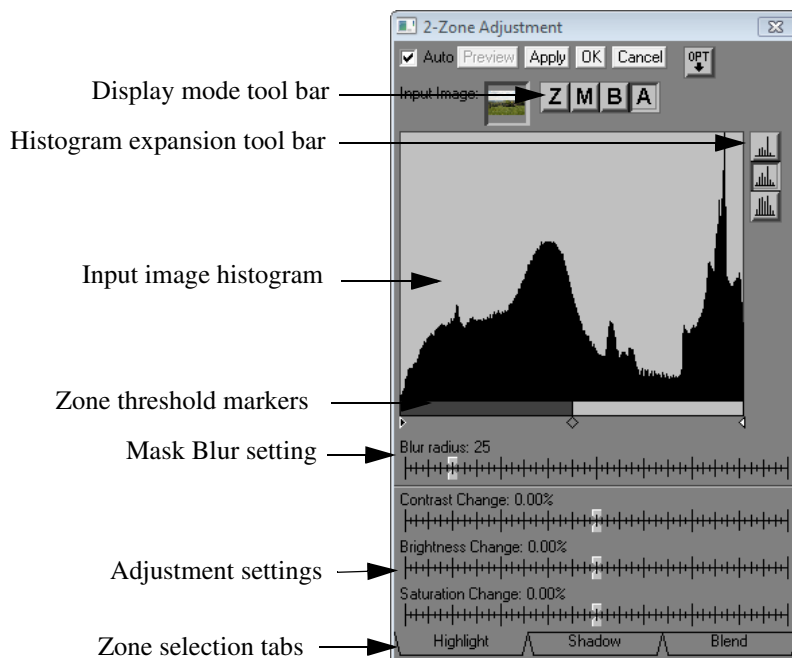 2-Zone Adjustment
Auto Preview Apply OK Cancel OPT
Display mode tool bar
Input Image: Z M B A
Histogram expansion tool bar
Input image histogram
Zone threshold markers
Mask Blur setting
Blur radius: 25
Contrast Change: 0.00%
Brightness Change: 0.00%
Adjustment settings
Saturation Change: 0.00%
Zone selection tabs
Highlight Shadow Blend